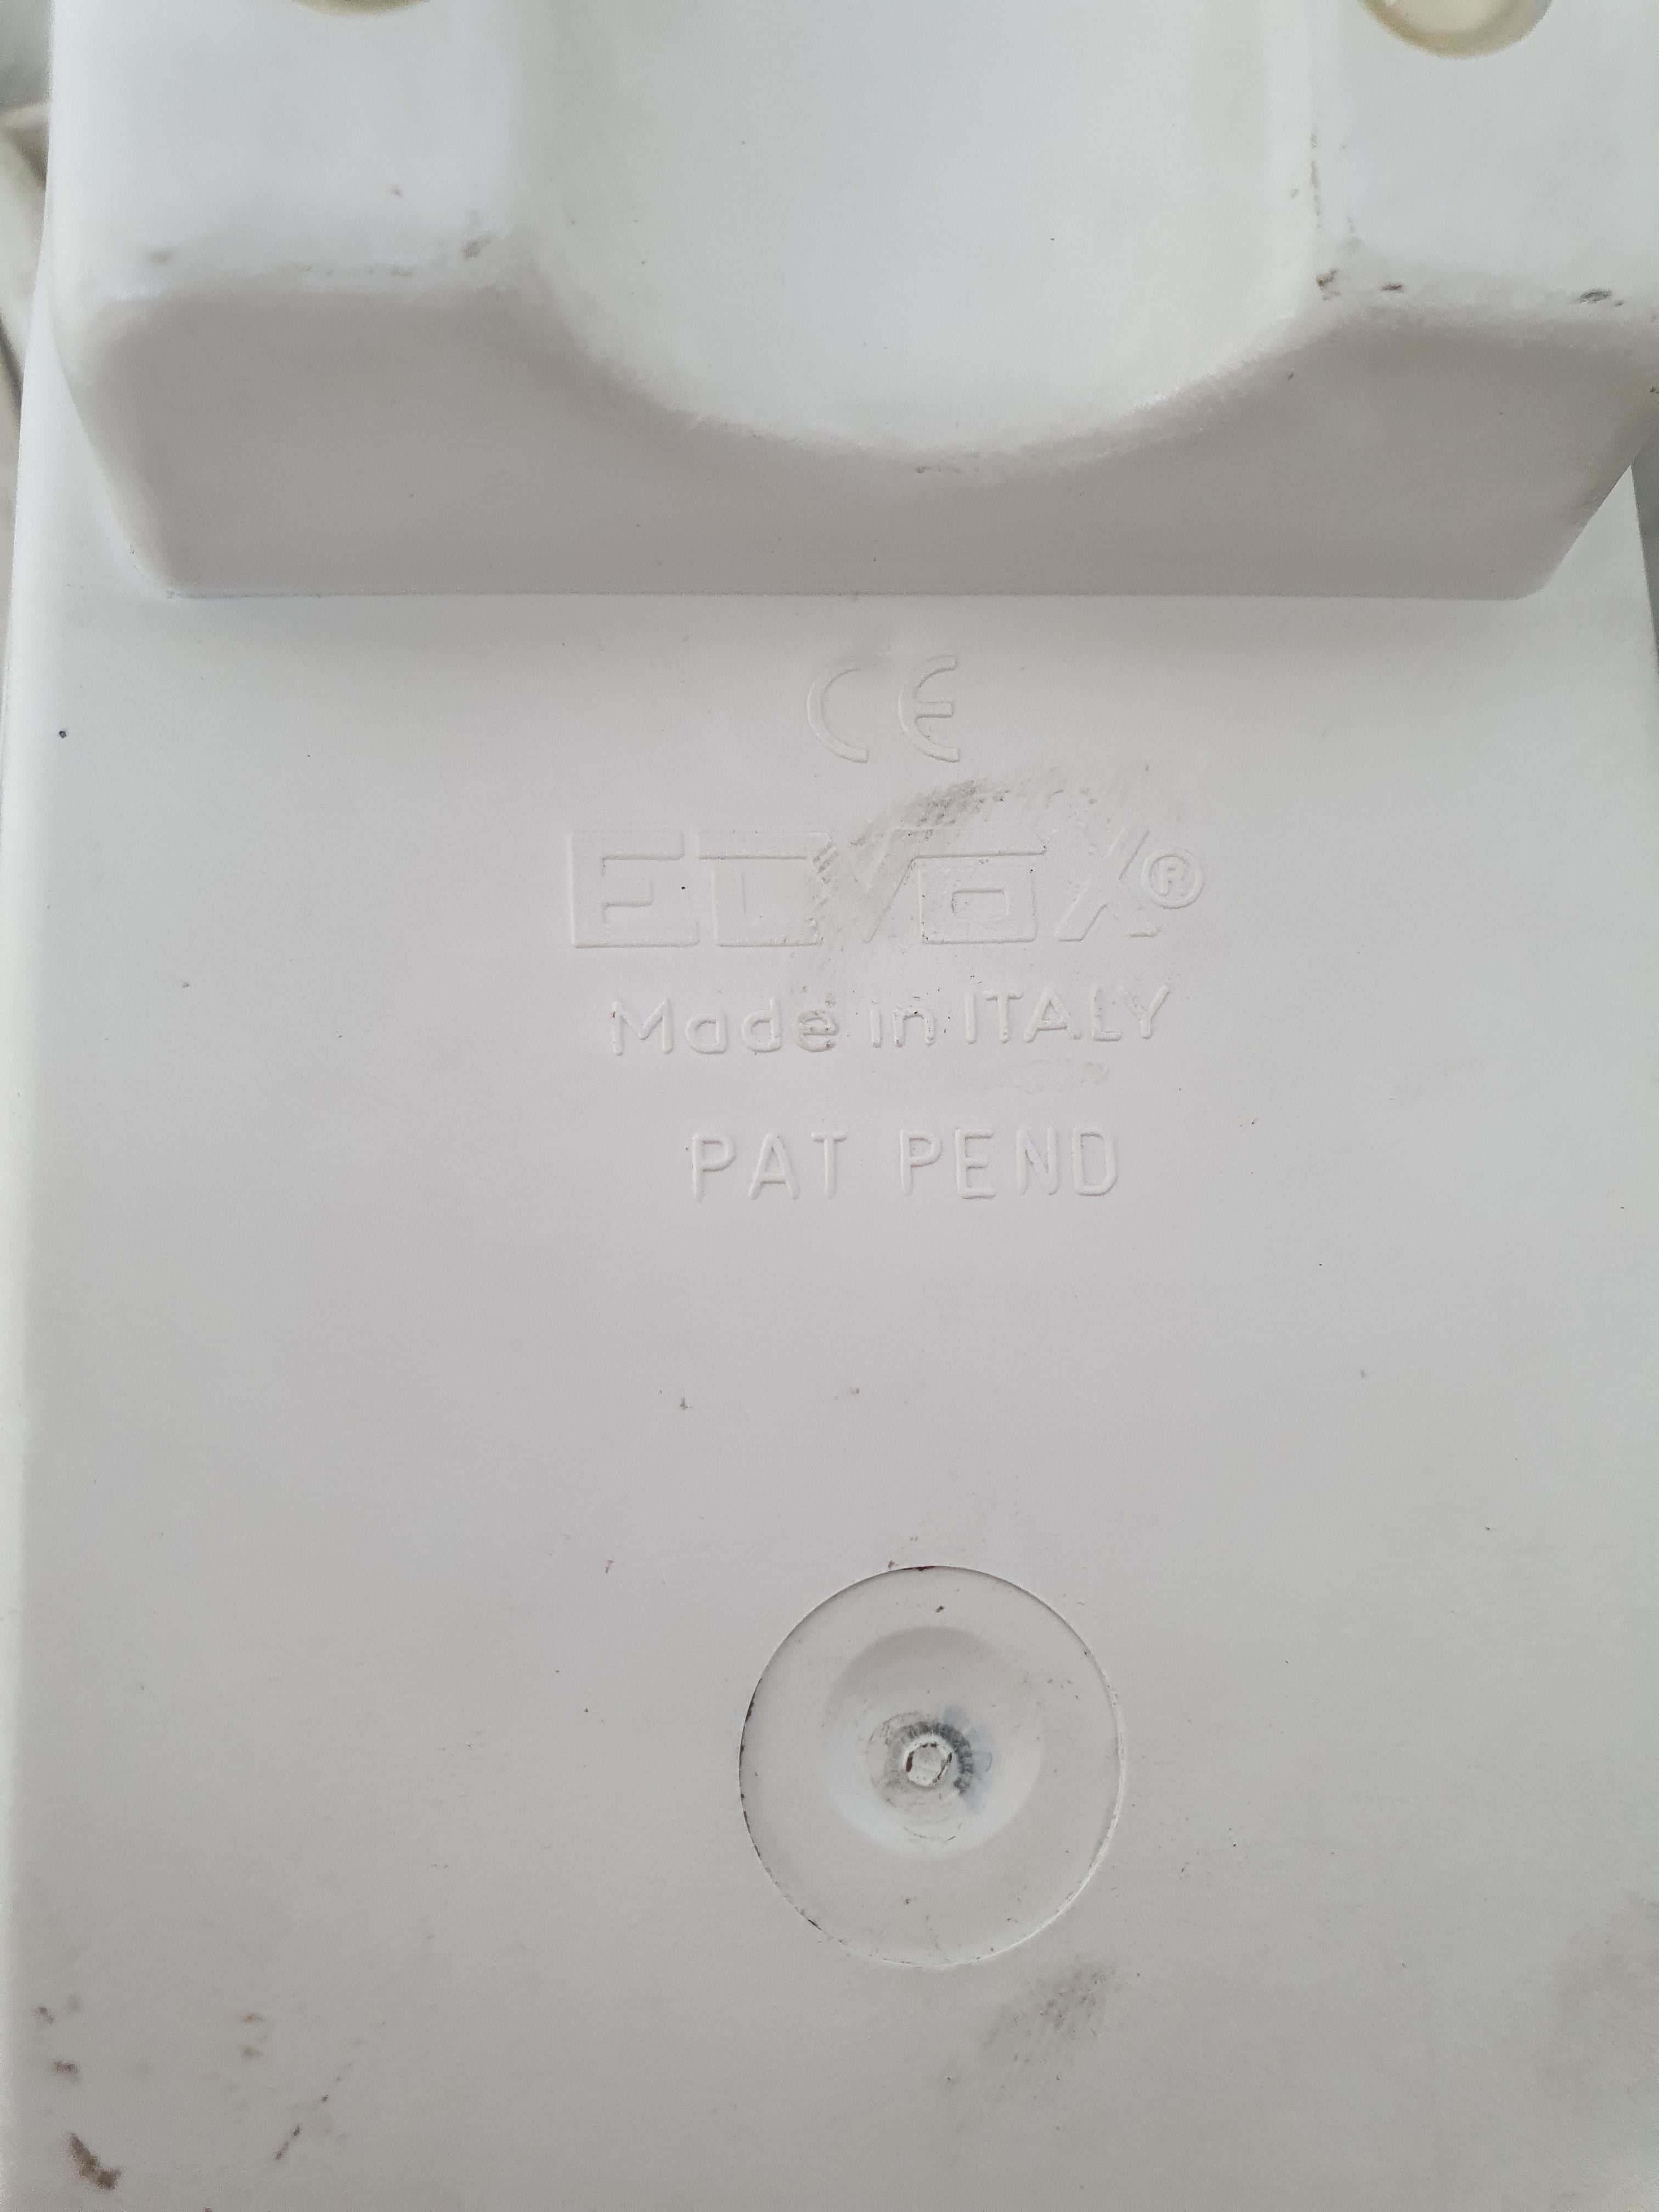 CE
ELVOX®
Made in ITALY
PAT PEND